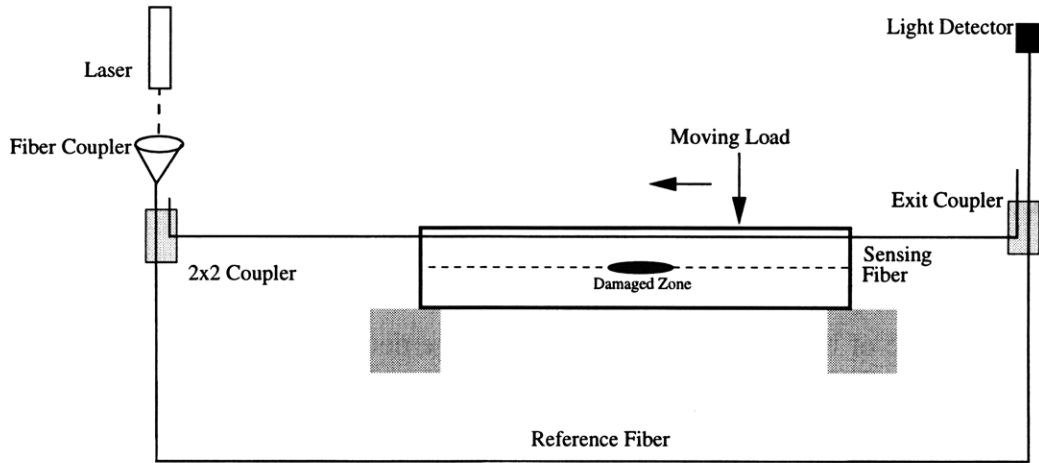 Light Detector
Laser
Fiber Coupler
Moving Load
Exit Coupler
2x2 Coupler
Sensing
Fiber
Damaged Zone
Reference Fiber